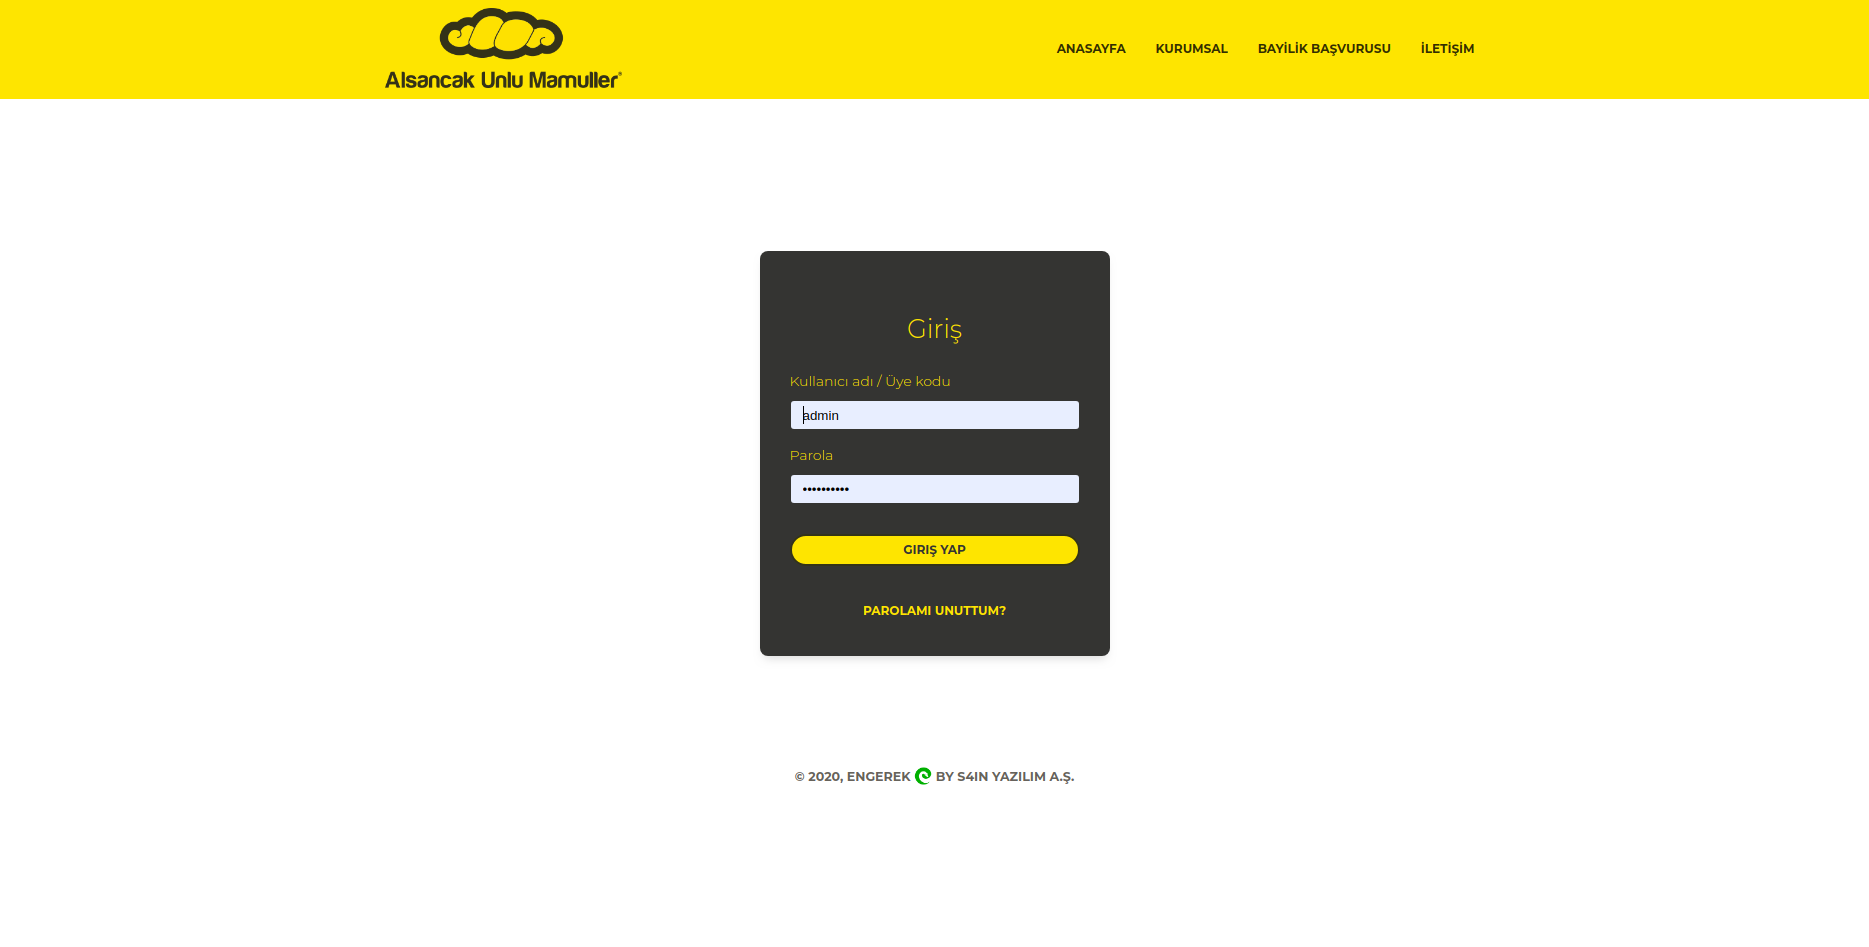 Alsancak Unlu Mamuller®
ANASAYFA KURUMSAL BAYİLİK BAŞVURUSU İLETİŞİM
Giriş
Kullanıcı adı / Üye kodu
admin
Parola
••••••••••
GIRIŞ YAP
PAROLAMI UNUTTUM?
© 2020, ENGEREK BY S4IN YAZILIM A.Ş.